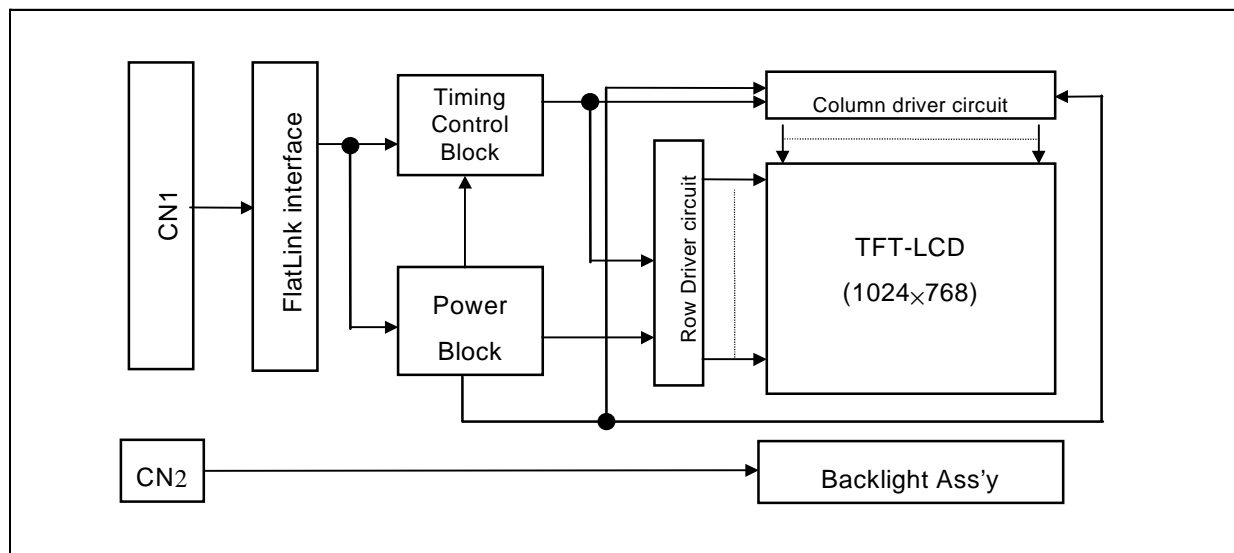 CN1
FlatLink interface
Timing
Control
Block
Power
Block
Row Driver circuit
Column driver circuit
TFT-LCD
(1024×768)
CN2
Backlight Ass'y